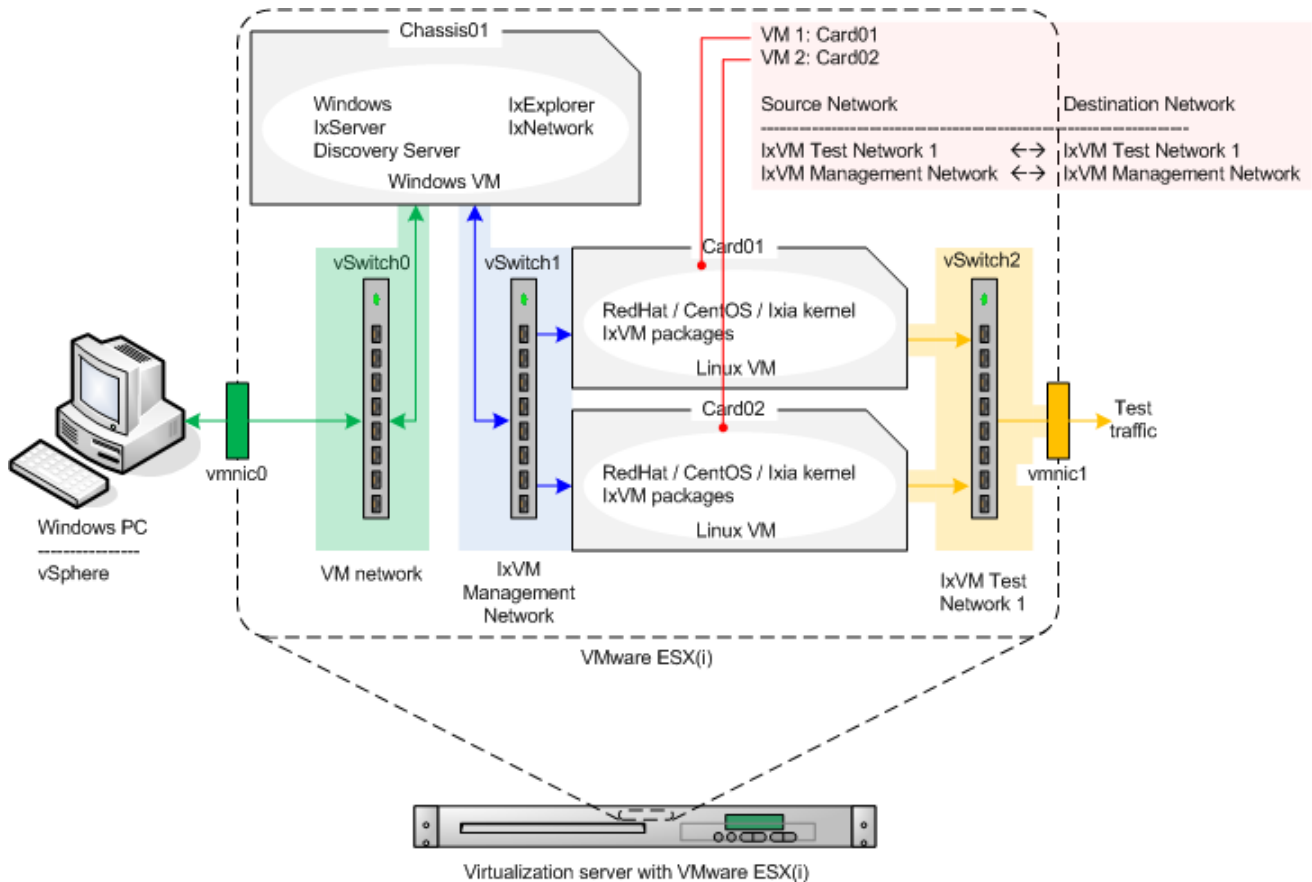 Chassis01
Windows
IxServer
Discovery Server
IxExplorer
IxNetwork
Windows VM
VM 1: Card01
VM 2: Card02
Source Network Destination Network
IxVM Test Network 1 ←→ IxVM Test Network 1
IxVM Management Network ←→ IxVM Management Network
vSwitch0
vSwitch1
Card01
RedHat / CentOS / Ixia kernel
IxVM packages
Linux VM
vSwitch2
Card02
RedHat / CentOS / Ixia kernel
IxVM packages
Linux VM
vmnic0
vmnic1
Test
traffic
Windows PC
----------------
vSphere
VM network
IxVM
Management
Network
IxVM Test
Network 1
VMware ESX(i)
Virtualization server with VMware ESX(i)